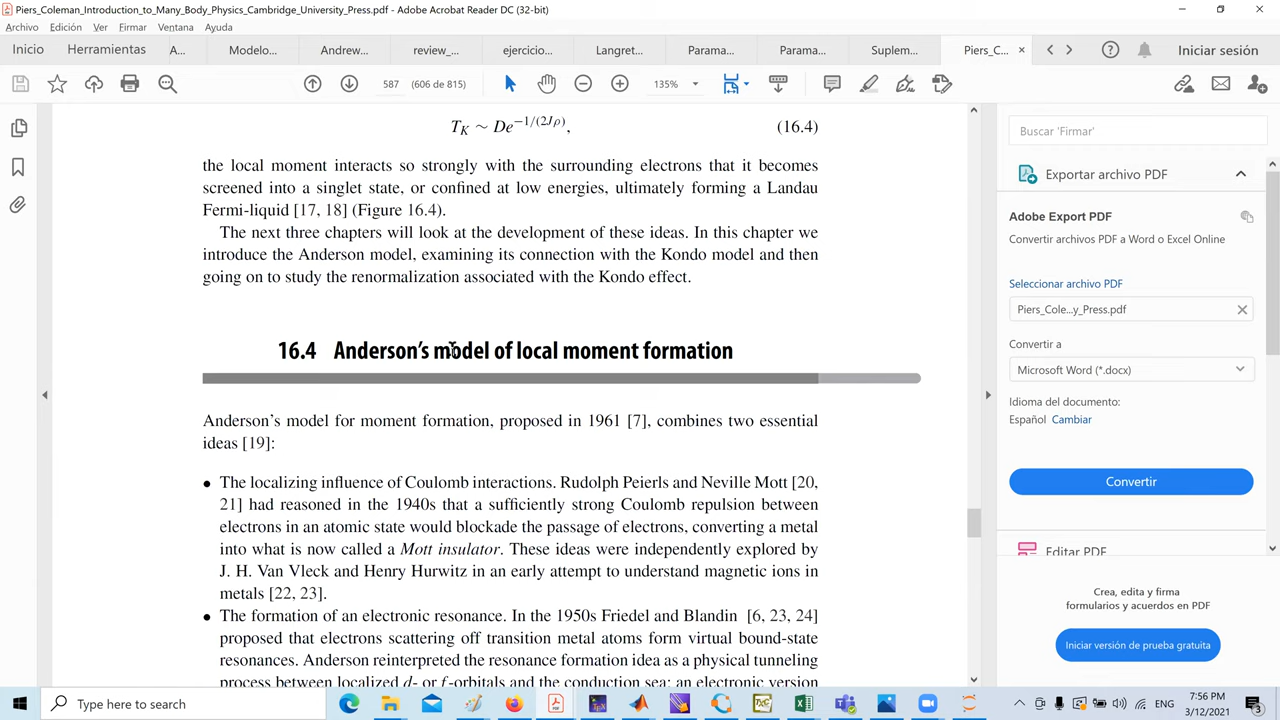 Piers_Coleman_Introduction_to_Many_Body_Physics_Cambridge_University_Press.pdf - Adobe Acrobat Reader DC (32-bit)
Archivo Edición Ver Firmar Ventana Ayuda
Inicio Herramientas A... Modelo... Andrew... review_... ejercicio... Langret... Parama... Parama... Suplem... Piers_C... × Iniciar sesión
587 (606 de 815) 135%
T_K ∼ De^{−1/(2Jρ)}, (16.4)
the local moment interacts so strongly with the surrounding electrons that it becomes
screened into a singlet state, or confined at low energies, ultimately forming a Landau
Fermi-liquid [17, 18] (Figure 16.4).
The next three chapters will look at the development of these ideas. In this chapter we
introduce the Anderson model, examining its connection with the Kondo model and then
going on to study the renormalization associated with the Kondo effect.
16.4 Anderson's model of local moment formation
Anderson's model for moment formation, proposed in 1961 [7], combines two essential
ideas [19]:
• The localizing influence of Coulomb interactions. Rudolph Peierls and Neville Mott [20,
21] had reasoned in the 1940s that a sufficiently strong Coulomb repulsion between
electrons in an atomic state would blockade the passage of electrons, converting a metal
into what is now called a Mott insulator. These ideas were independently explored by
J. H. Van Vleck and Henry Hurwitz in an early attempt to understand magnetic ions in
metals [22, 23].
• The formation of an electronic resonance. In the 1950s Friedel and Blandin [6, 23, 24]
proposed that electrons scattering off transition metal atoms form virtual bound-state
resonances. Anderson reinterpreted the resonance formation idea as a physical tunneling
process between localized d- or f-orbitals and the conduction sea: an electronic version
Buscar 'Firmar'
Exportar archivo PDF
Adobe Export PDF
Convertir archivos PDF a Word o Excel Online
Seleccionar archivo PDF
Piers_Cole...y_Press.pdf
Convertir a
Microsoft Word (*.docx)
Idioma del documento:
Español Cambiar
Convertir
Editar PDF
Crea, edita y firma
formularios y acuerdos en PDF
Iniciar versión de prueba gratuita
Type here to search
ENG
7:56 PM
3/12/2021
3